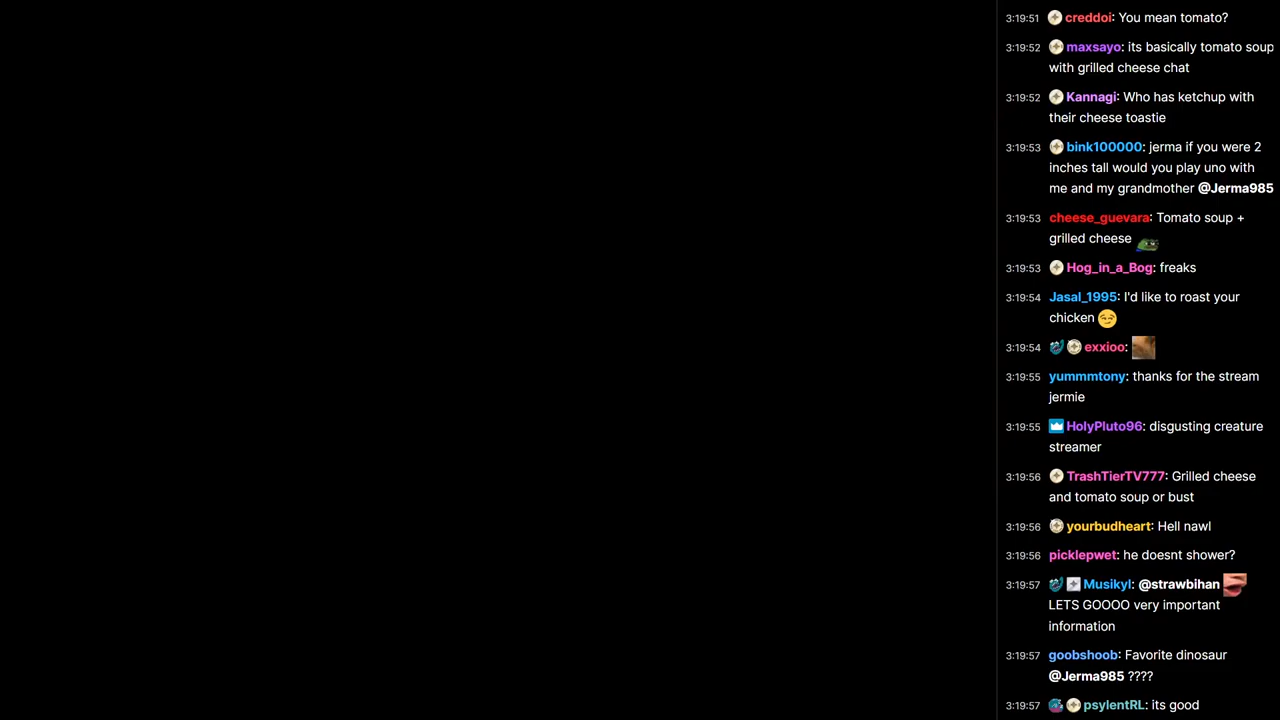 3:19:51 creddoi: You mean tomato?
3:19:52 maxsayo: its basically tomato soup
with grilled cheese chat
3:19:52 Kannagi: Who has ketchup with
their cheese toastie
3:19:53 bink100000: jerma if you were 2
inches tall would you play uno with
me and my grandmother @Jerma985
3:19:53 cheese_guevara: Tomato soup +
grilled cheese
3:19:53 Hog_in_a_Bog: freaks
3:19:54 Jasal_1995: I'd like to roast your
chicken
3:19:54 exxioo:
3:19:55 yummmtony: thanks for the stream
jermie
3:19:55 HolyPluto96: disgusting creature
streamer
3:19:56 TrashTierTV777: Grilled cheese
and tomato soup or bust
3:19:56 yourbudheart: Hell nawl
3:19:56 picklepwet: he doesnt shower?
3:19:57 Musikyl: @strawbihan
LETS GOOOO very important
information
3:19:57 goobshoob: Favorite dinosaur
@Jerma985 ????
3:19:57 psylentRL: its good